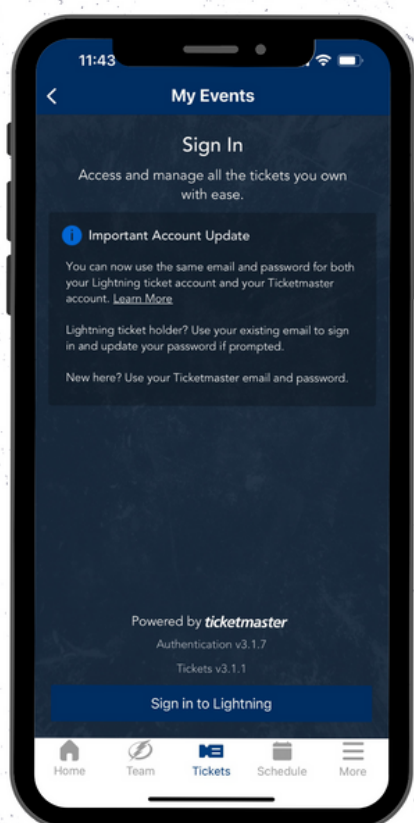 11:43
My Events
Sign In
Access and manage all the tickets you own
with ease.
Important Account Update
You can now use the same email and password for both
your Lightning ticket account and your Ticketmaster
account. Learn More
Lightning ticket holder? Use your existing email to sign
in and update your password if prompted.
New here? Use your Ticketmaster email and password.
Powered by ticketmaster
Authentication v3.1.7
Tickets v3.1.1
Sign in to Lightning
Home Team Tickets Schedule More